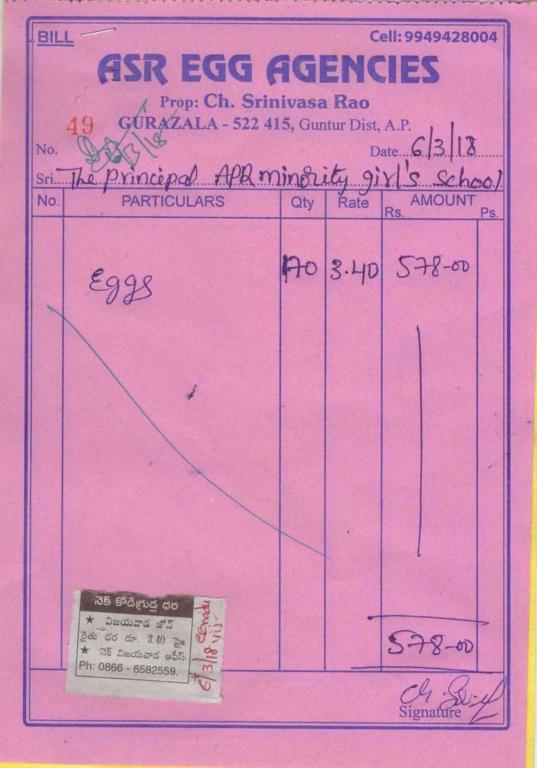 BILL
Cell: 9949428004
ASR EGG AGENCIES
Prop: Ch. Srinivasa Rao
GURAZALA - 522 415, Guntur Dist, A.P.
No. 49
Date 6/3/18
Sri. The principal APR minority girl's school
No. PARTICULARS Qty Rate AMOUNT
Rs. Ps.
Eggs 170 3.40 578-00
578-00
నెక్ కోడిగ్రుడ్ల ధర
★ విజయవాడ జోన్
రైతు ధర రూ. 3.40 పై.
★ నెక్ విజయవాడ ఆఫీస్
Ph: 0866 - 6582559.
6/3/18
Signature